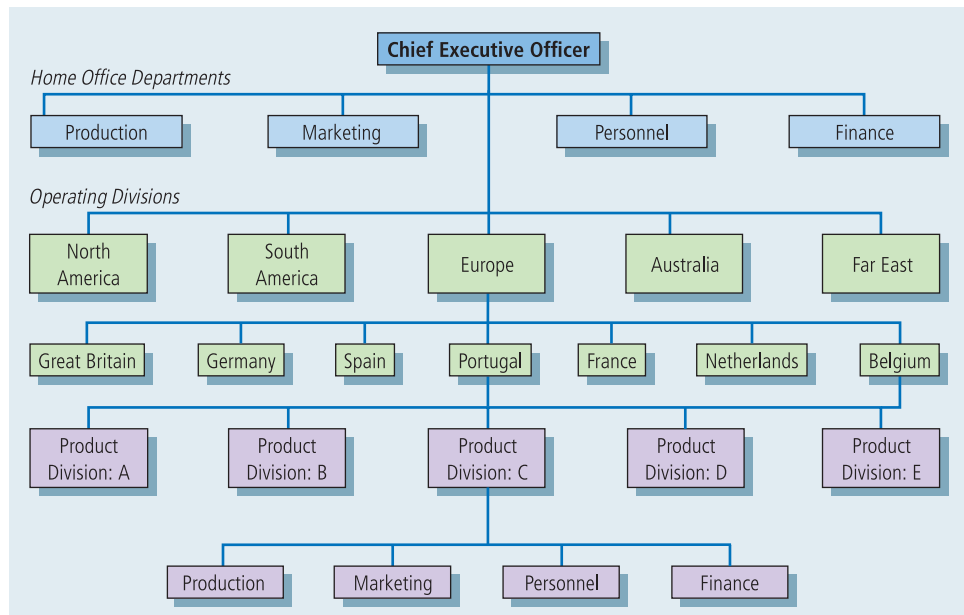 Chief Executive Officer
Home Office Departments
Production
Marketing
Personnel
Finance
Operating Divisions
North
America
South
America
Europe
Australia
Far East
Great Britain
Germany
Spain
Portugal
France
Netherlands
Belgium
Product
Division: A
Product
Division: B
Product
Division: C
Product
Division: D
Product
Division: E
Production
Marketing
Personnel
Finance